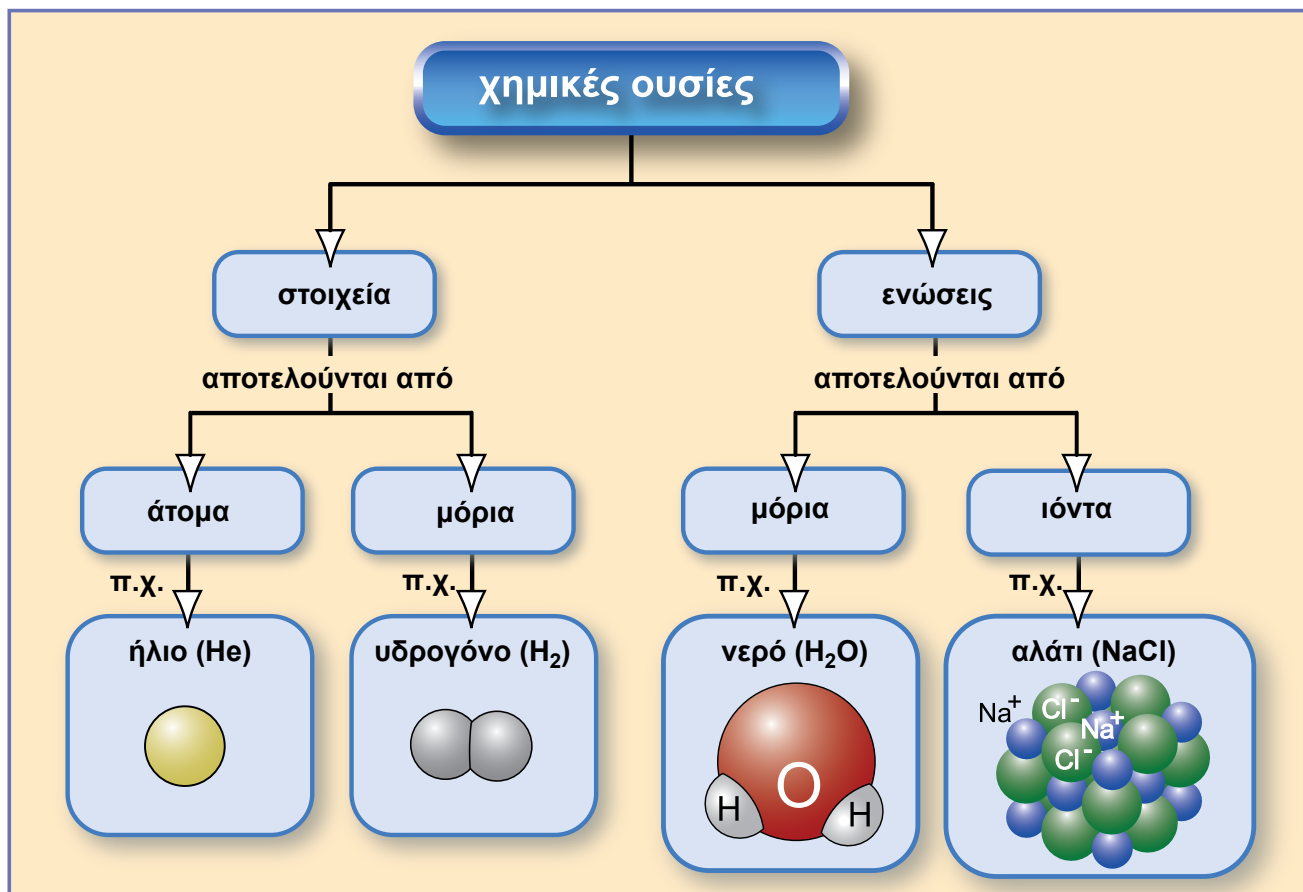 χημικές ουσίες
στοιχεία
ενώσεις
αποτελούνται από
αποτελούνται από
άτομα
μόρια
μόρια
ιόντα
π.χ.
π.χ.
π.χ.
π.χ.
ήλιο (He)
υδρογόνο (H₂)
νερό (H₂O)
αλάτι (NaCl)
Na⁺
Cl⁻
Na⁺
Cl⁻
O
H
H